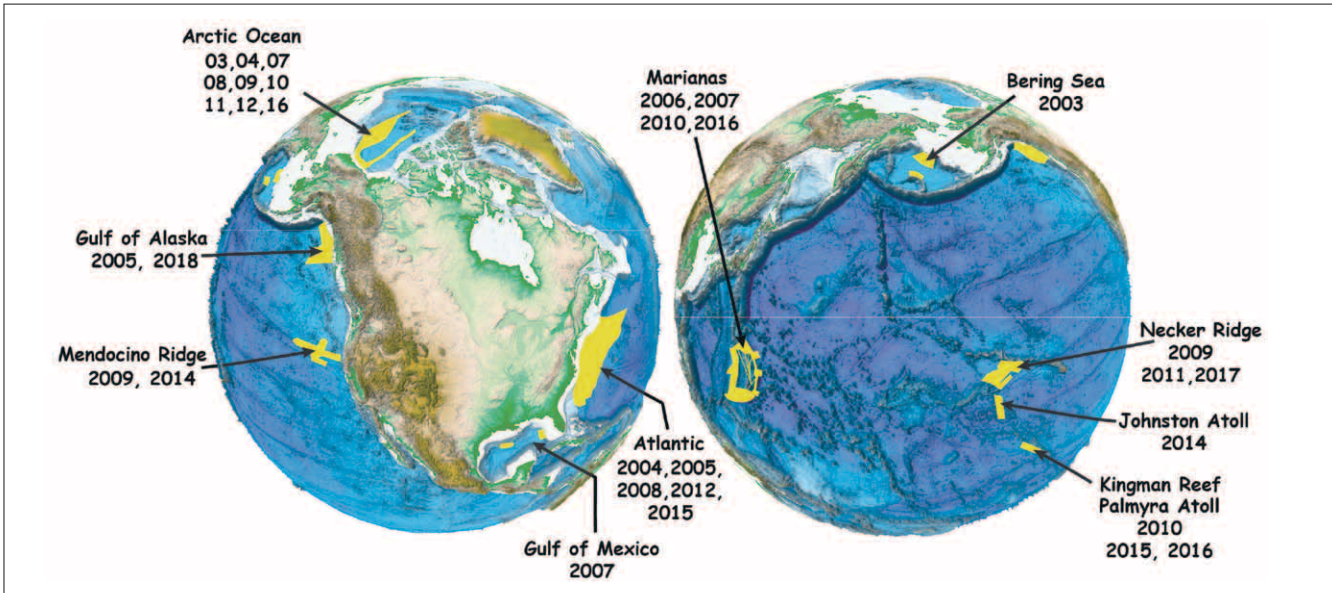 Arctic Ocean
03,04,07
08,09,10
11,12,16
Gulf of Alaska
2005, 2018
Mendocino Ridge
2009, 2014
Atlantic
2004,2005,
2008,2012,
2015
Gulf of Mexico
2007
Marianas
2006,2007
2010,2016
Bering Sea
2003
Necker Ridge
2009
2011,2017
Johnston Atoll
2014
Kingman Reef
Palmyra Atoll
2010
2015, 2016